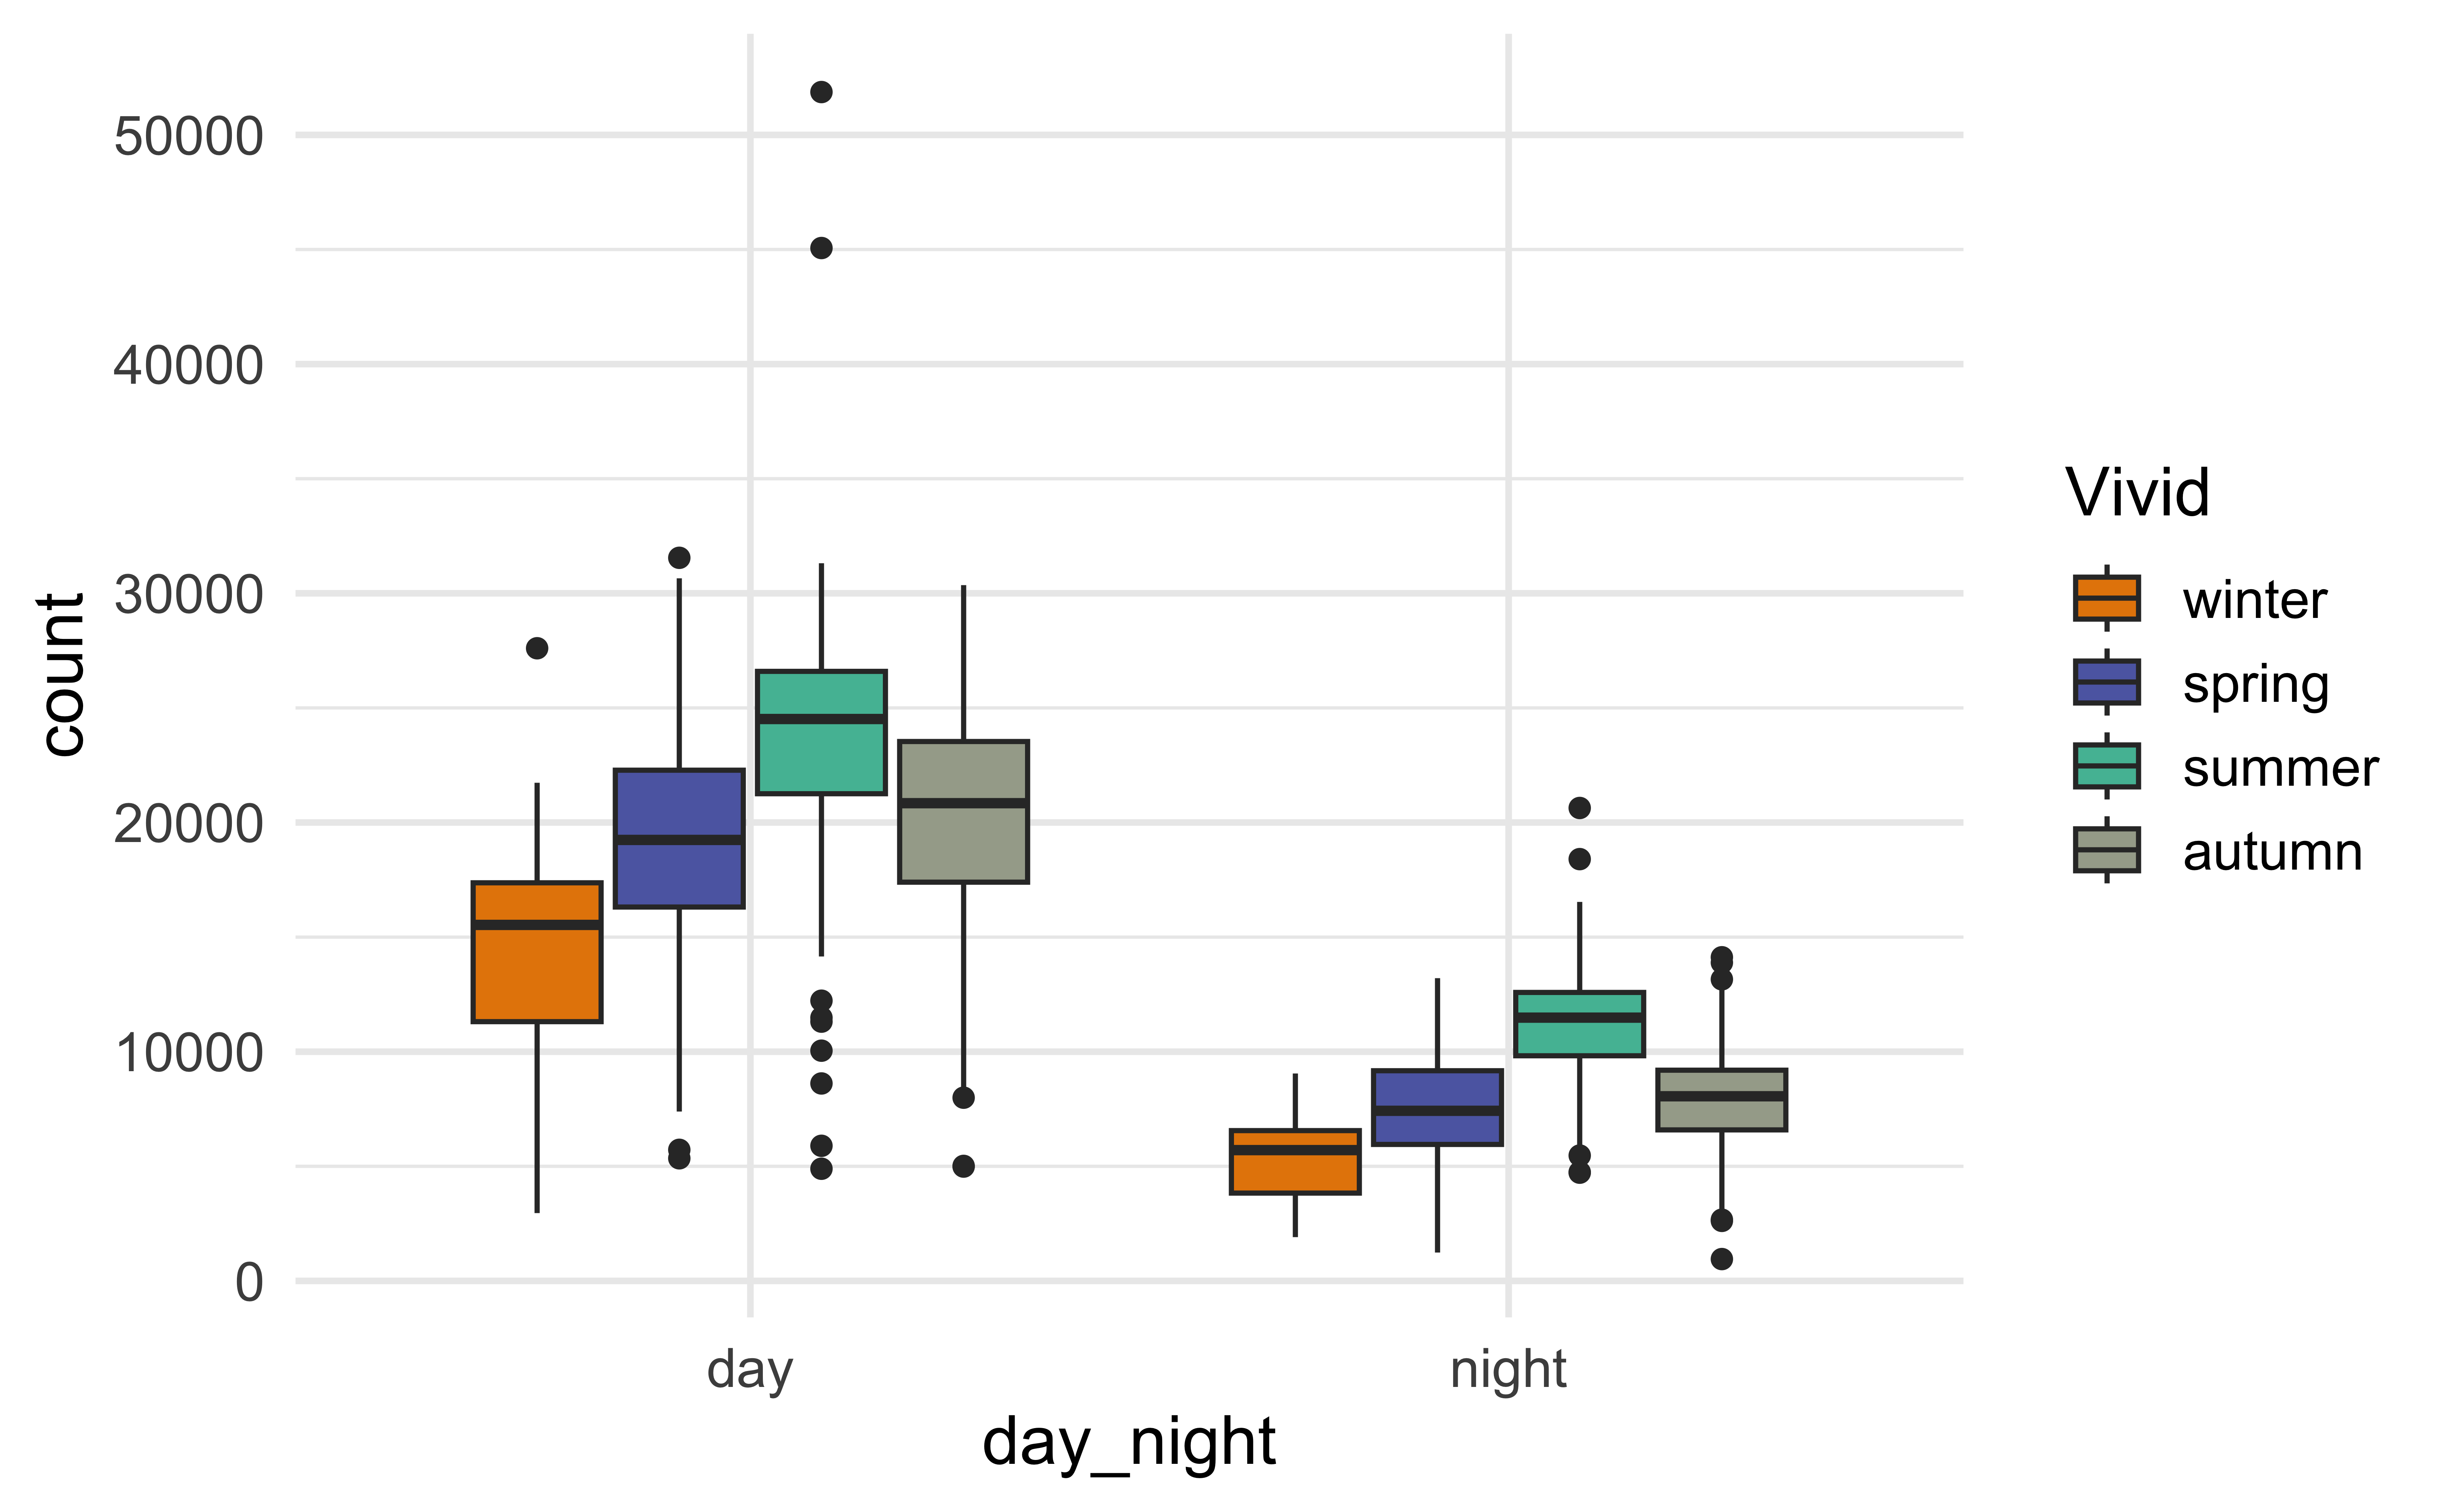 50000
40000
30000
20000
10000
0
count
day
night
day_night
Vivid
winter
spring
summer
autumn